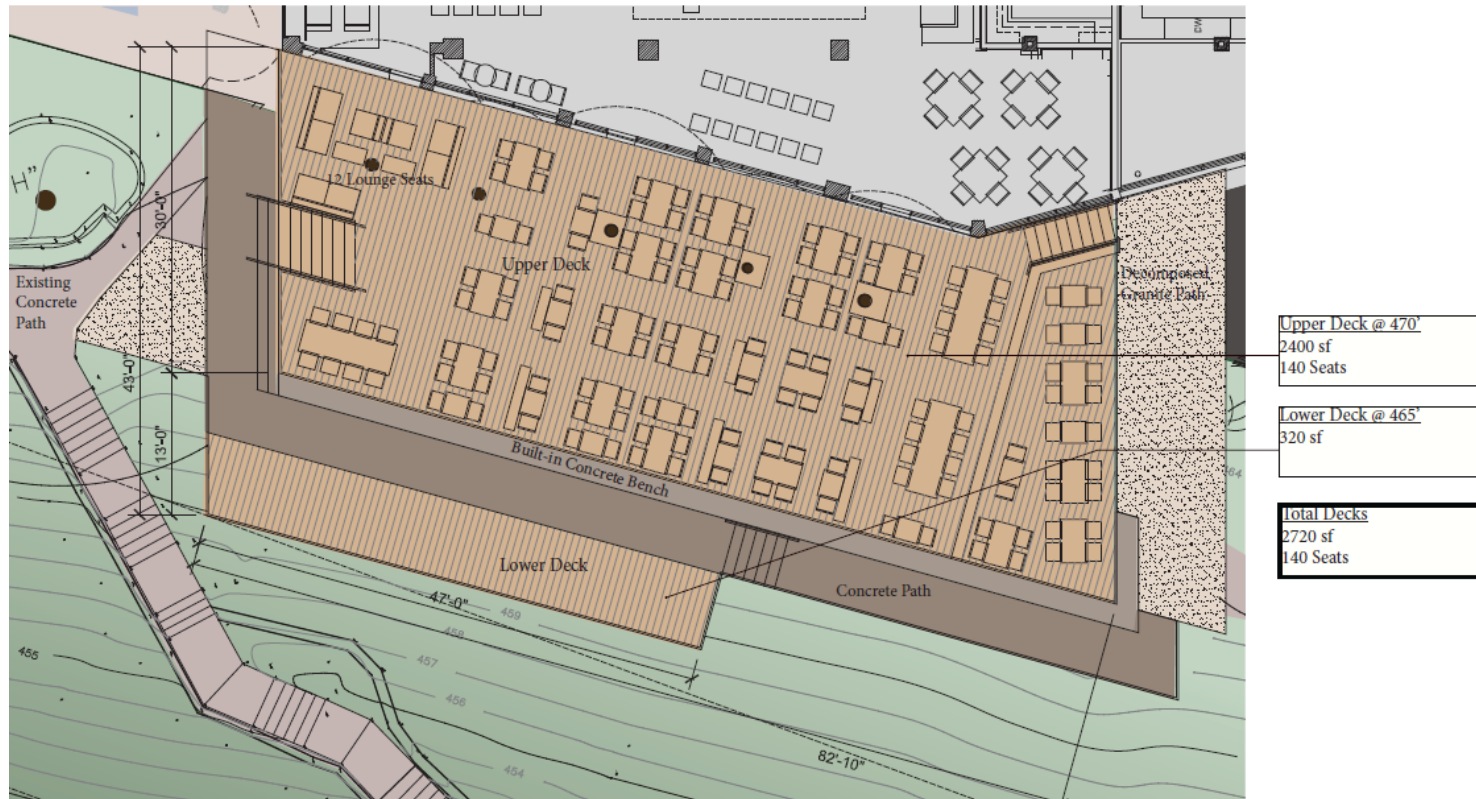 DW
H"
12 Lounge Seats
30'-0"
Upper Deck
Existing
Concrete
Path
Decomposed
Granite Path
Upper Deck @ 470'
2400 sf
140 Seats
43'-0"
Lower Deck @ 465'
320 sf
13'-0"
Built-in Concrete Bench
464
Total Decks
2720 sf
140 Seats
Lower Deck
Concrete Path
47'-0"
459
458
457
456
455
454
82'-10"